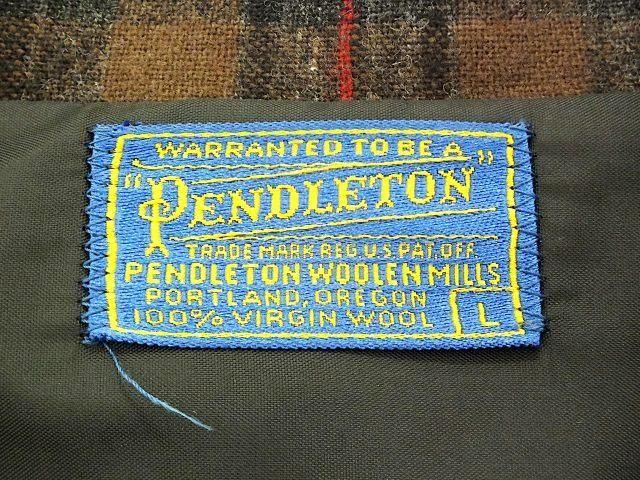 WARRANTED TO BE A
"PENDLETON"
TRADE MARK REG. U.S. PAT. OFF.
PENDLETON WOOLEN MILLS
PORTLAND, OREGON
100% VIRGIN WOOL
L